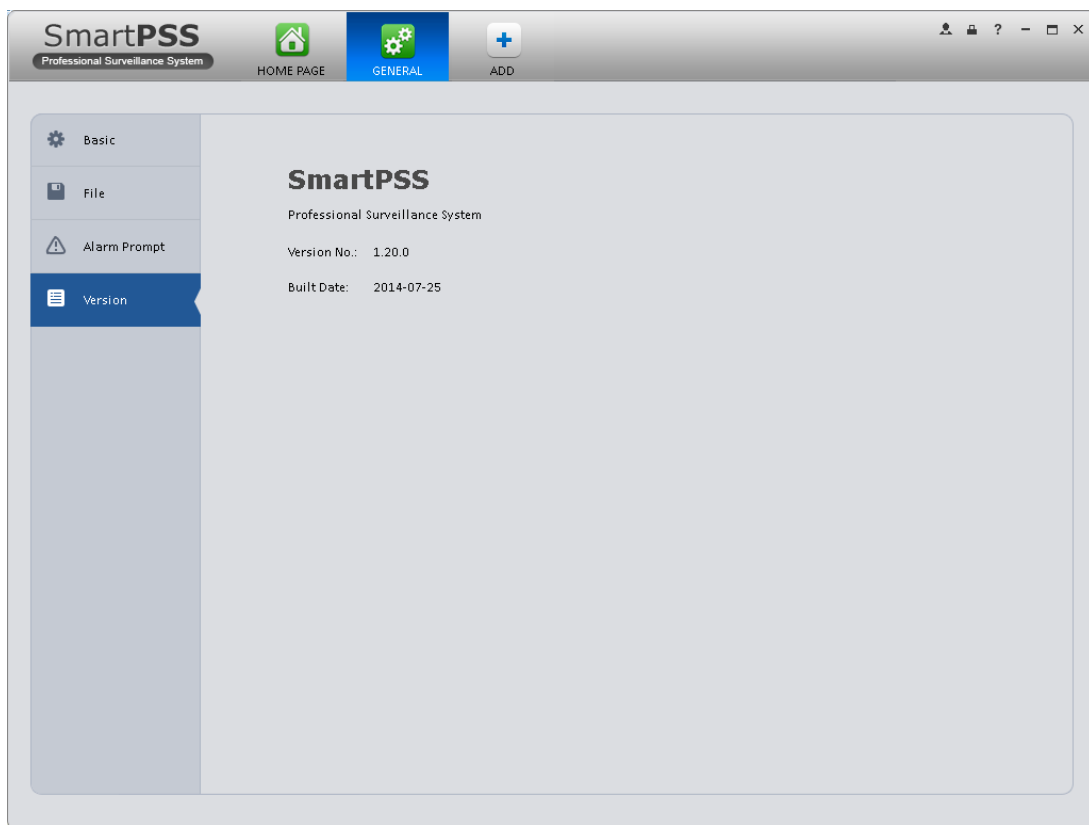 SmartPSS
Professional Surveillance System
HOME PAGE
GENERAL
ADD
?
Basic
File
Alarm Prompt
Version
SmartPSS
Professional Surveillance System
Version No.: 1.20.0
Built Date: 2014-07-25